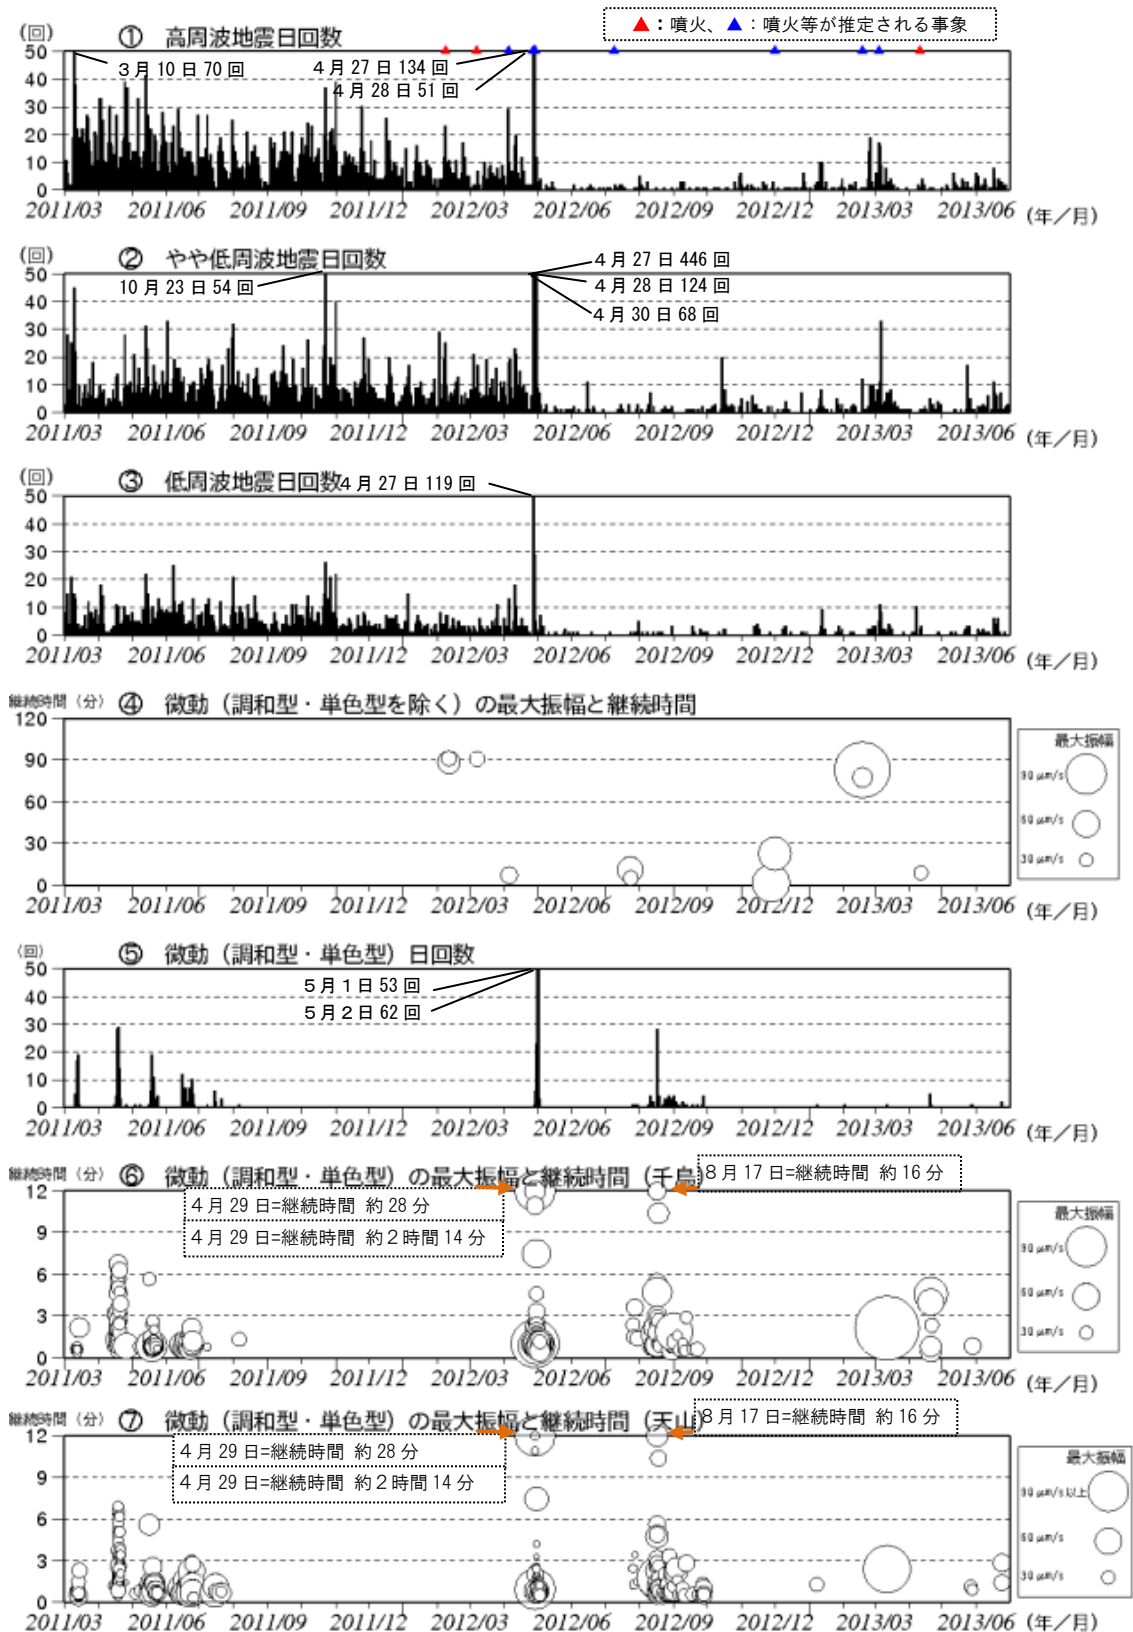 ▲：噴火、▲：噴火等が推定される事象
(回) ① 高周波地震日回数
50
40
30
20
10
0
３月10日70回
４月27日134回
４月28日51回
2011/03 2011/06 2011/09 2011/12 2012/03 2012/06 2012/09 2012/12 2013/03 2013/06 (年／月)
(回) ② やや低周波地震日回数
50
40
30
20
10
0
10月23日54回
４月27日446回
４月28日124回
４月30日68回
2011/03 2011/06 2011/09 2011/12 2012/03 2012/06 2012/09 2012/12 2013/03 2013/06 (年／月)
(回) ③ 低周波地震日回数
４月27日119回
50
40
30
20
10
0
2011/03 2011/06 2011/09 2011/12 2012/03 2012/06 2012/09 2012/12 2013/03 2013/06 (年／月)
継続時間（分） ④ 微動（調和型・単色型を除く）の最大振幅と継続時間
120
90
60
30
0
最大振幅
90 μm/s
60 μm/s
30 μm/s
2011/03 2011/06 2011/09 2011/12 2012/03 2012/06 2012/09 2012/12 2013/03 2013/06 (年／月)
(回) ⑤ 微動（調和型・単色型）日回数
50
40
30
20
10
0
５月１日53回
５月２日62回
2011/03 2011/06 2011/09 2011/12 2012/03 2012/06 2012/09 2012/12 2013/03 2013/06 (年／月)
継続時間（分） ⑥ 微動（調和型・単色型）の最大振幅と継続時間（千鳥)
12
9
6
3
0
４月29日=継続時間 約28分
４月29日=継続時間 約２時間14分
８月17日=継続時間 約16分
最大振幅
90 μm/s
60 μm/s
30 μm/s
2011/03 2011/06 2011/09 2011/12 2012/03 2012/06 2012/09 2012/12 2013/03 2013/06 (年／月)
継続時間（分） ⑦ 微動（調和型・単色型）の最大振幅と継続時間（天山)
12
9
6
3
0
４月29日=継続時間 約28分
４月29日=継続時間 約２時間14分
８月17日=継続時間 約16分
最大振幅
90 μm/s以上
60 μm/s
30 μm/s
2011/03 2011/06 2011/09 2011/12 2012/03 2012/06 2012/09 2012/12 2013/03 2013/06 (年／月)